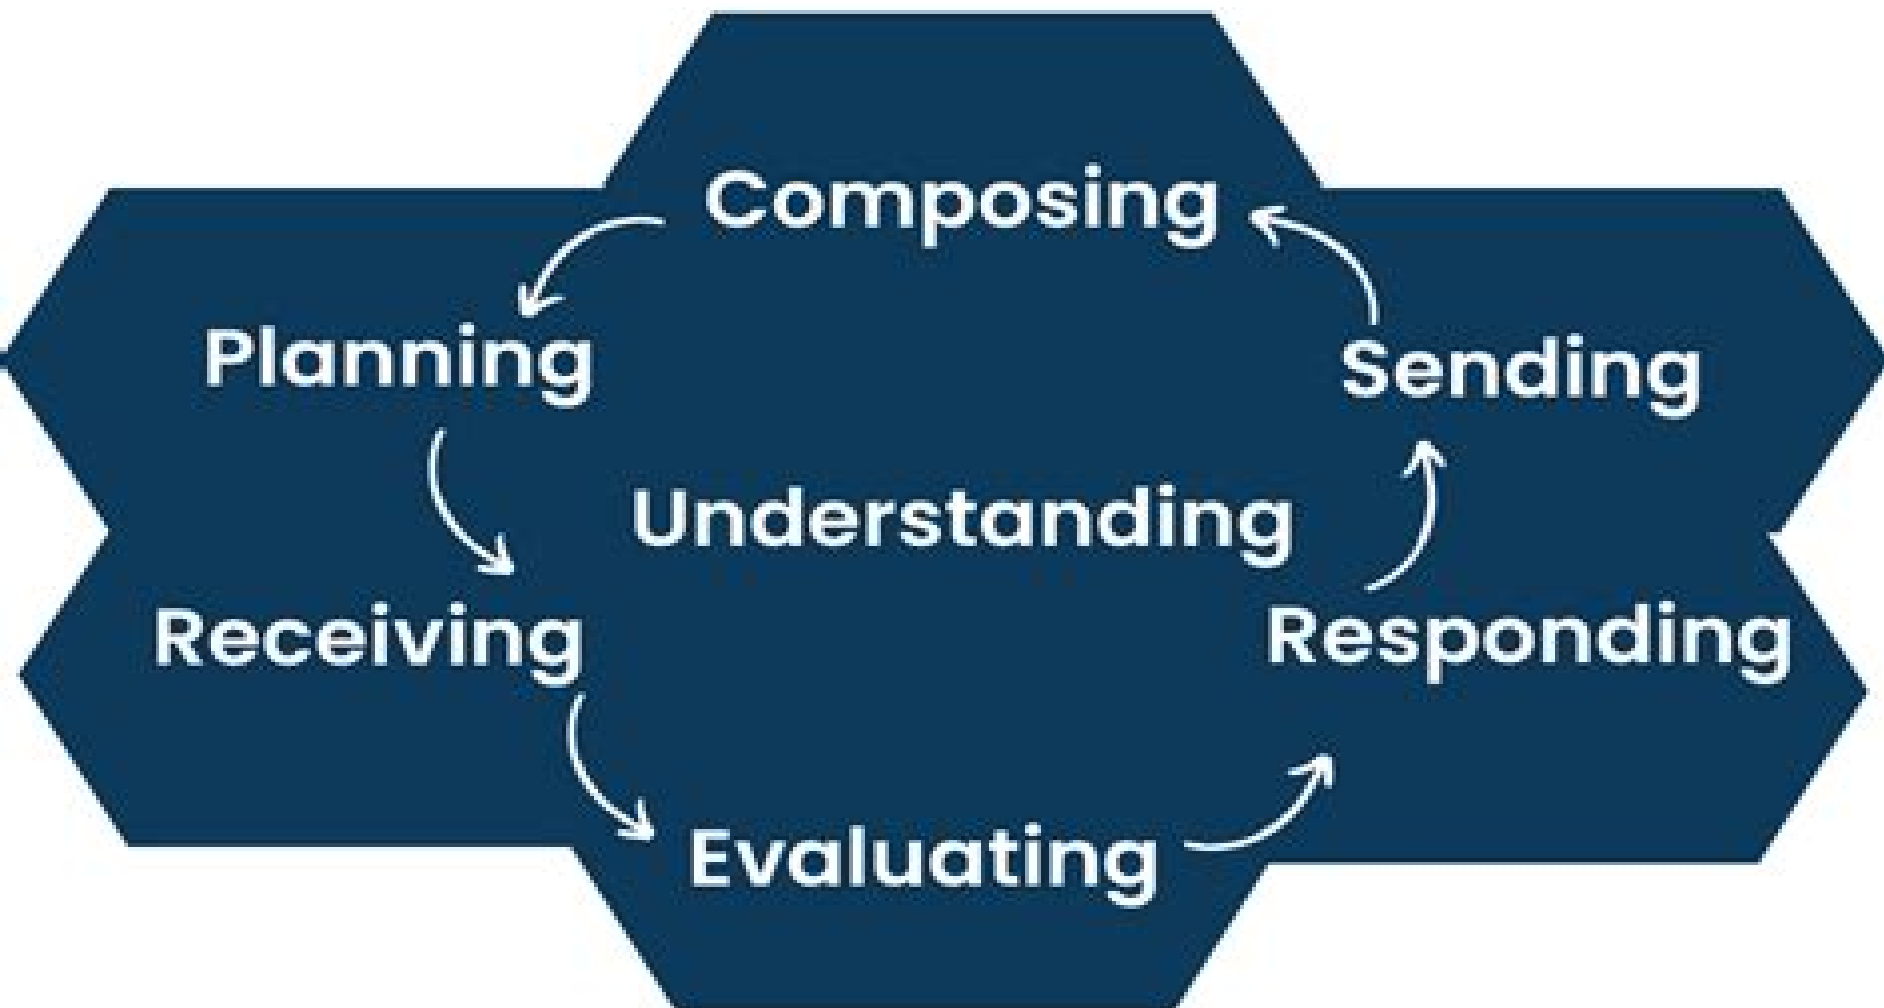 Composing
Planning
Sending
Understanding
Receiving
Responding
Evaluating